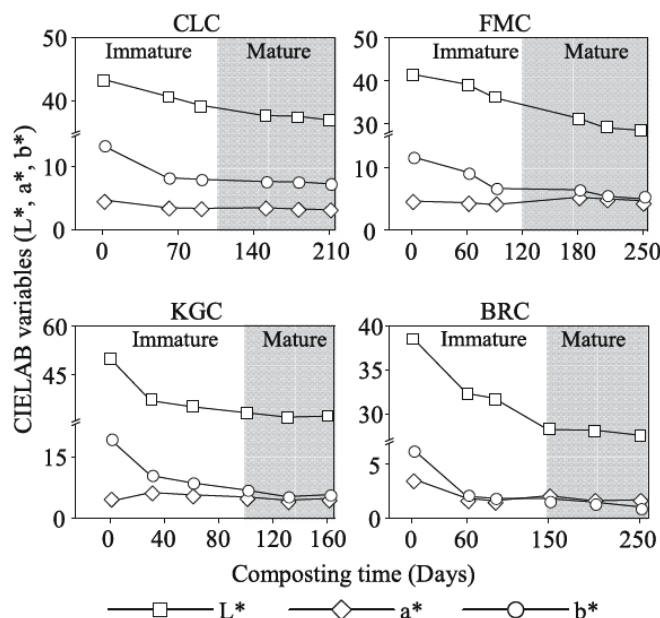 CLC
FMC
50
40
10
0
Immature
Mature
0
70
140
210
50
40
30
10
0
Immature
Mature
0
60
120
180
250
CIELAB variables (L*, a*, b*)
KGC
BRC
60
45
15
5
0
Immature
Mature
0
40
80
120
160
40
35
30
5
0
Immature
Mature
0
60
150
200
250
Composting time (Days)
L* a* b*